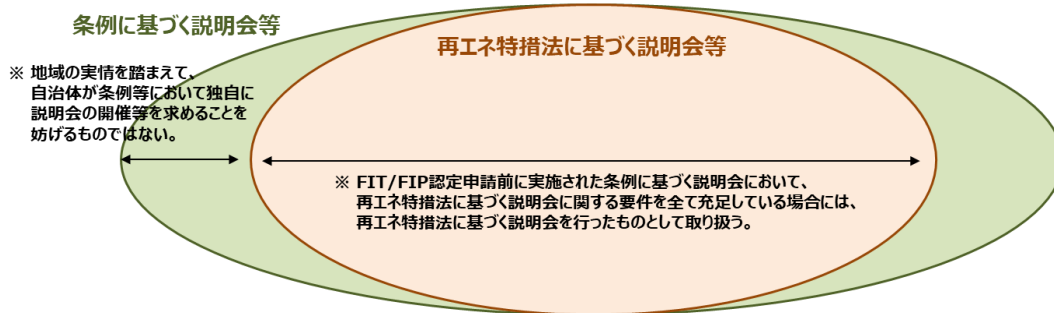 条例に基づく説明会等
再エネ特措法に基づく説明会等
※ 地域の実情を踏まえて、
自治体が条例等において独自に
説明会の開催等を求めることを
妨げるものではない。
※ FIT/FIP認定申請前に実施された条例に基づく説明会において、
再エネ特措法に基づく説明会に関する要件を全て充足している場合には、
再エネ特措法に基づく説明会を行ったものとして取り扱う。